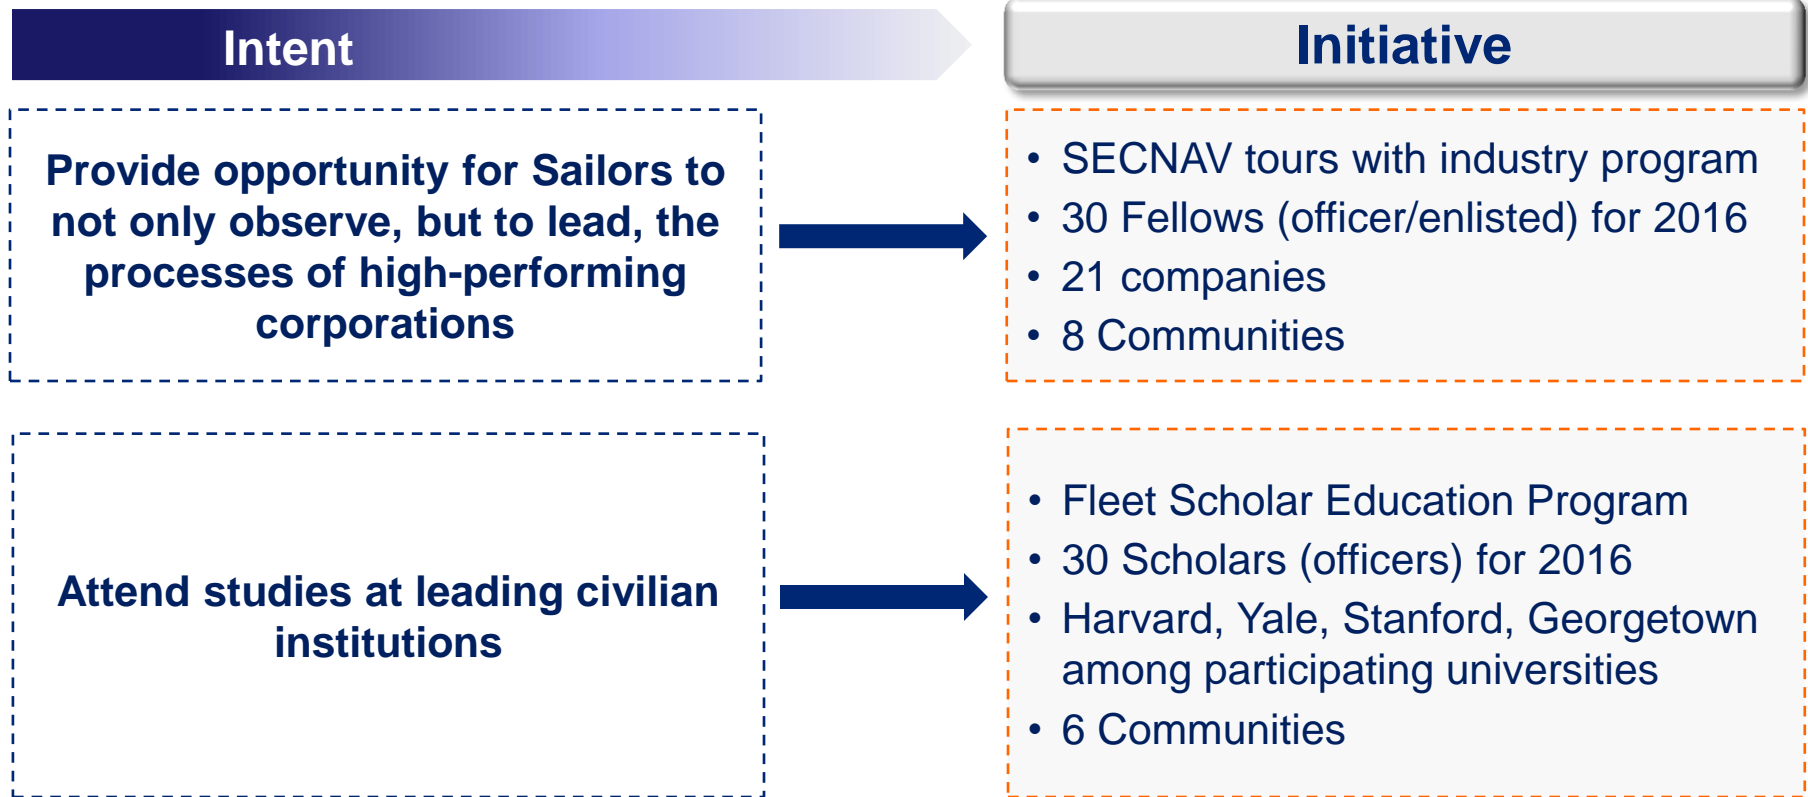 Intent
Initiative
Provide opportunity for Sailors to
not only observe, but to lead, the
processes of high-performing
corporations
• SECNAV tours with industry program
• 30 Fellows (officer/enlisted) for 2016
• 21 companies
• 8 Communities
Attend studies at leading civilian
institutions
• Fleet Scholar Education Program
• 30 Scholars (officers) for 2016
• Harvard, Yale, Stanford, Georgetown
among participating universities
• 6 Communities